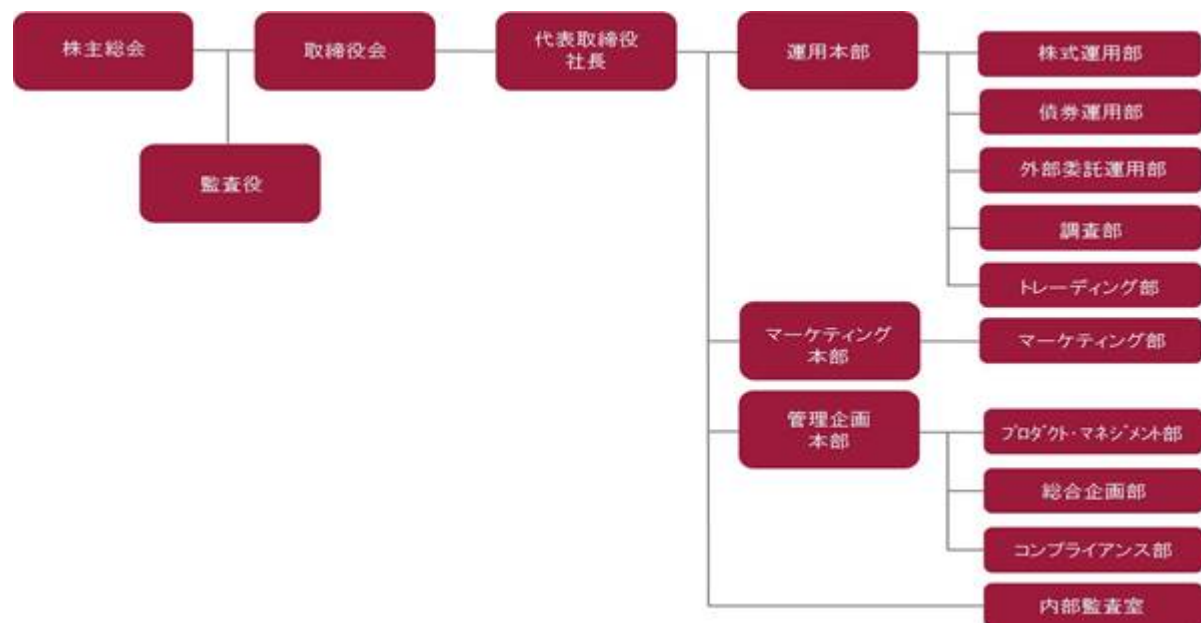 株主総会
取締役会
代表取締役
社長
運用本部
株式運用部
債券運用部
監査役
外部委託運用部
調査部
トレーディング部
マーケティング
本部
マーケティング部
管理企画
本部
プロダクト・マネジメント部
総合企画部
コンプライアンス部
内部監査室